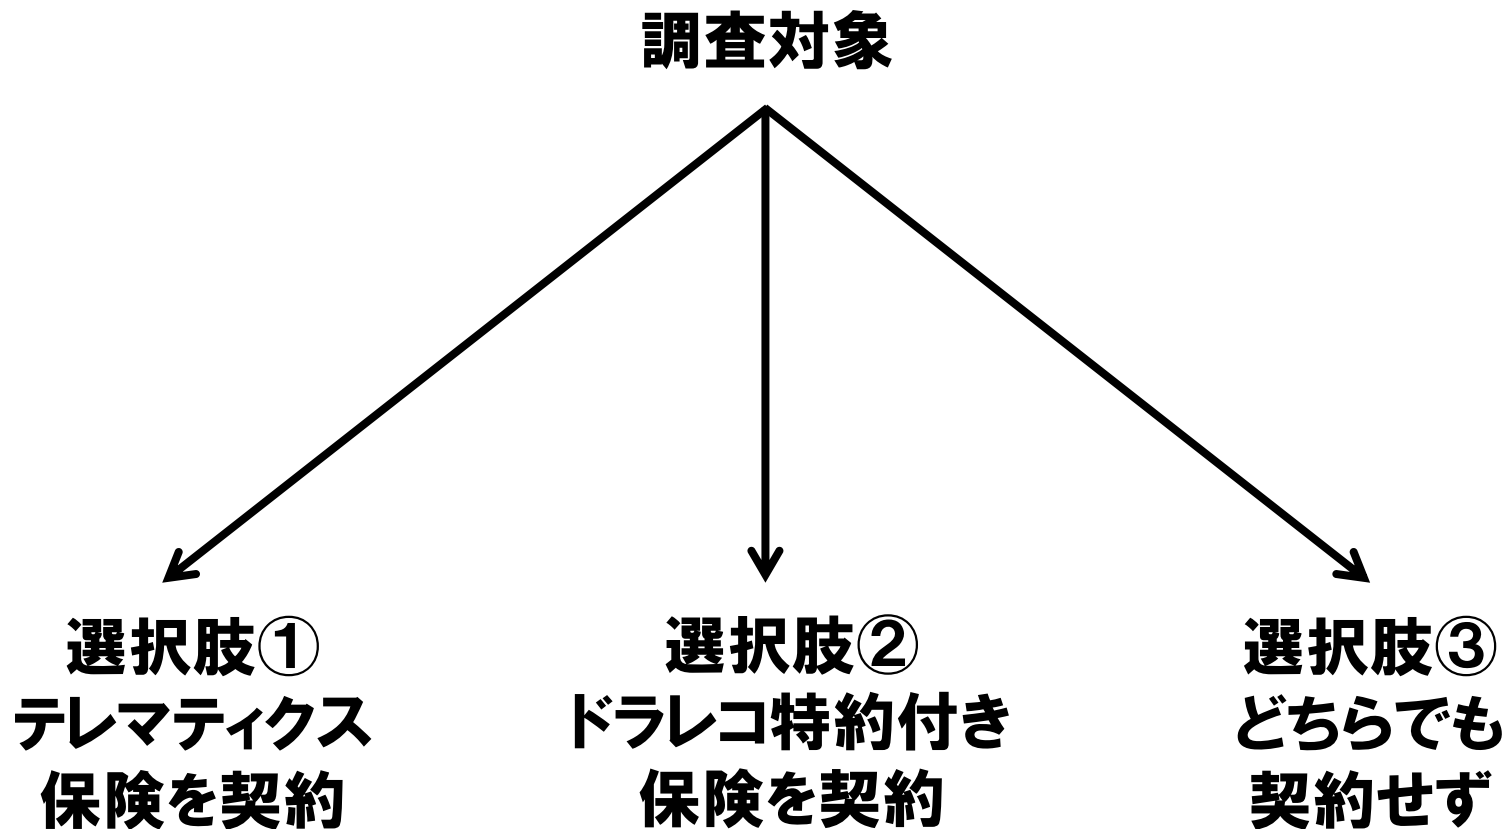 調査対象
選択肢①
テレマティクス
保険を契約
選択肢②
ドラレコ特約付き
保険を契約
選択肢③
どちらでも
契約せず